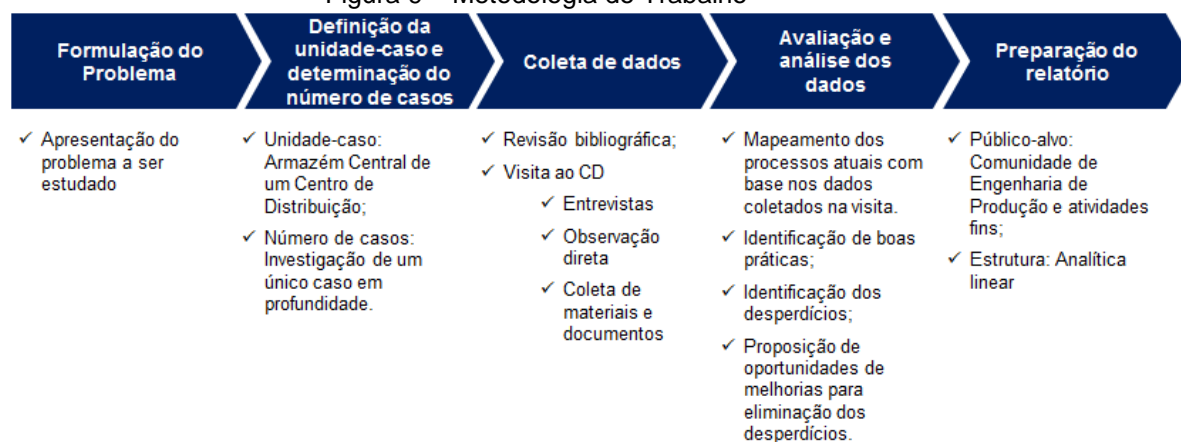 Figura 6 – Metodologia do Trabalho
Formulação do
Problema
Definição da
unidade-caso e
determinação do
número de casos
Coleta de dados
Avaliação e
análise dos
dados
Preparação do
relatório
✓ Apresentação do
problema a ser
estudado
✓ Unidade-caso:
Armazém Central de
um Centro de
Distribuição;
✓ Número de casos:
Investigação de um
único caso em
profundidade.
✓ Revisão bibliográfica;
✓ Visita ao CD
✓ Entrevistas
✓ Observação
direta
✓ Coleta de
materiais e
documentos
✓ Mapeamento dos
processos atuais com
base nos dados
coletados na visita.
✓ Identificação de boas
práticas;
✓ Identificação dos
desperdícios;
✓ Proposição de
oportunidades de
melhorias para
eliminação dos
desperdícios.
✓ Público-alvo:
Comunidade de
Engenharia de
Produção e atividades
fins;
✓ Estrutura: Analítica
linear